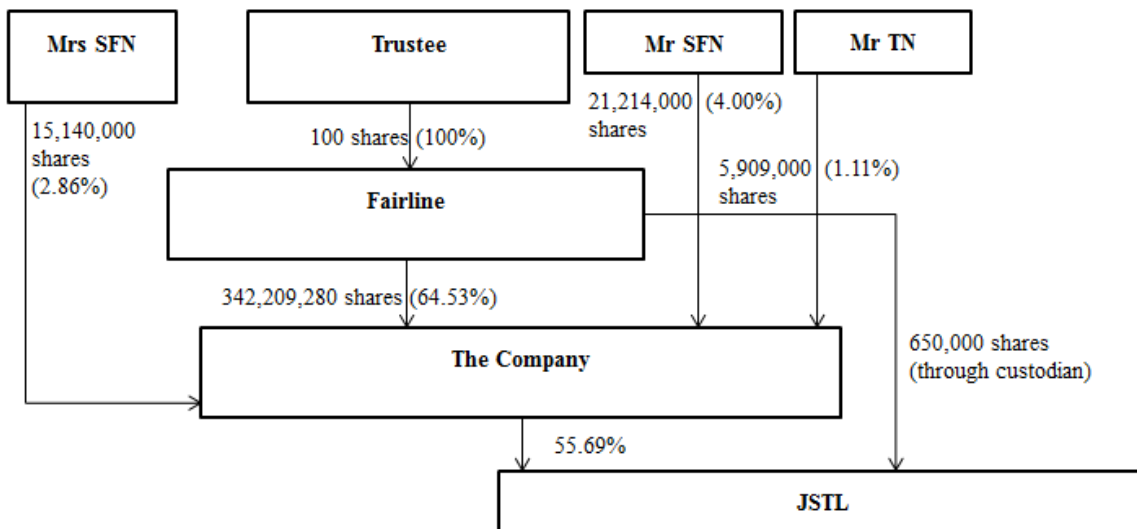 Mrs SFN
Trustee
Mr SFN
Mr TN
15,140,000
shares
(2.86%)
100 shares (100%)
21,214,000 (4.00%)
shares
5,909,000 (1.11%)
shares
Fairline
342,209,280 shares (64.53%)
The Company
650,000 shares
(through custodian)
55.69%
JSTL